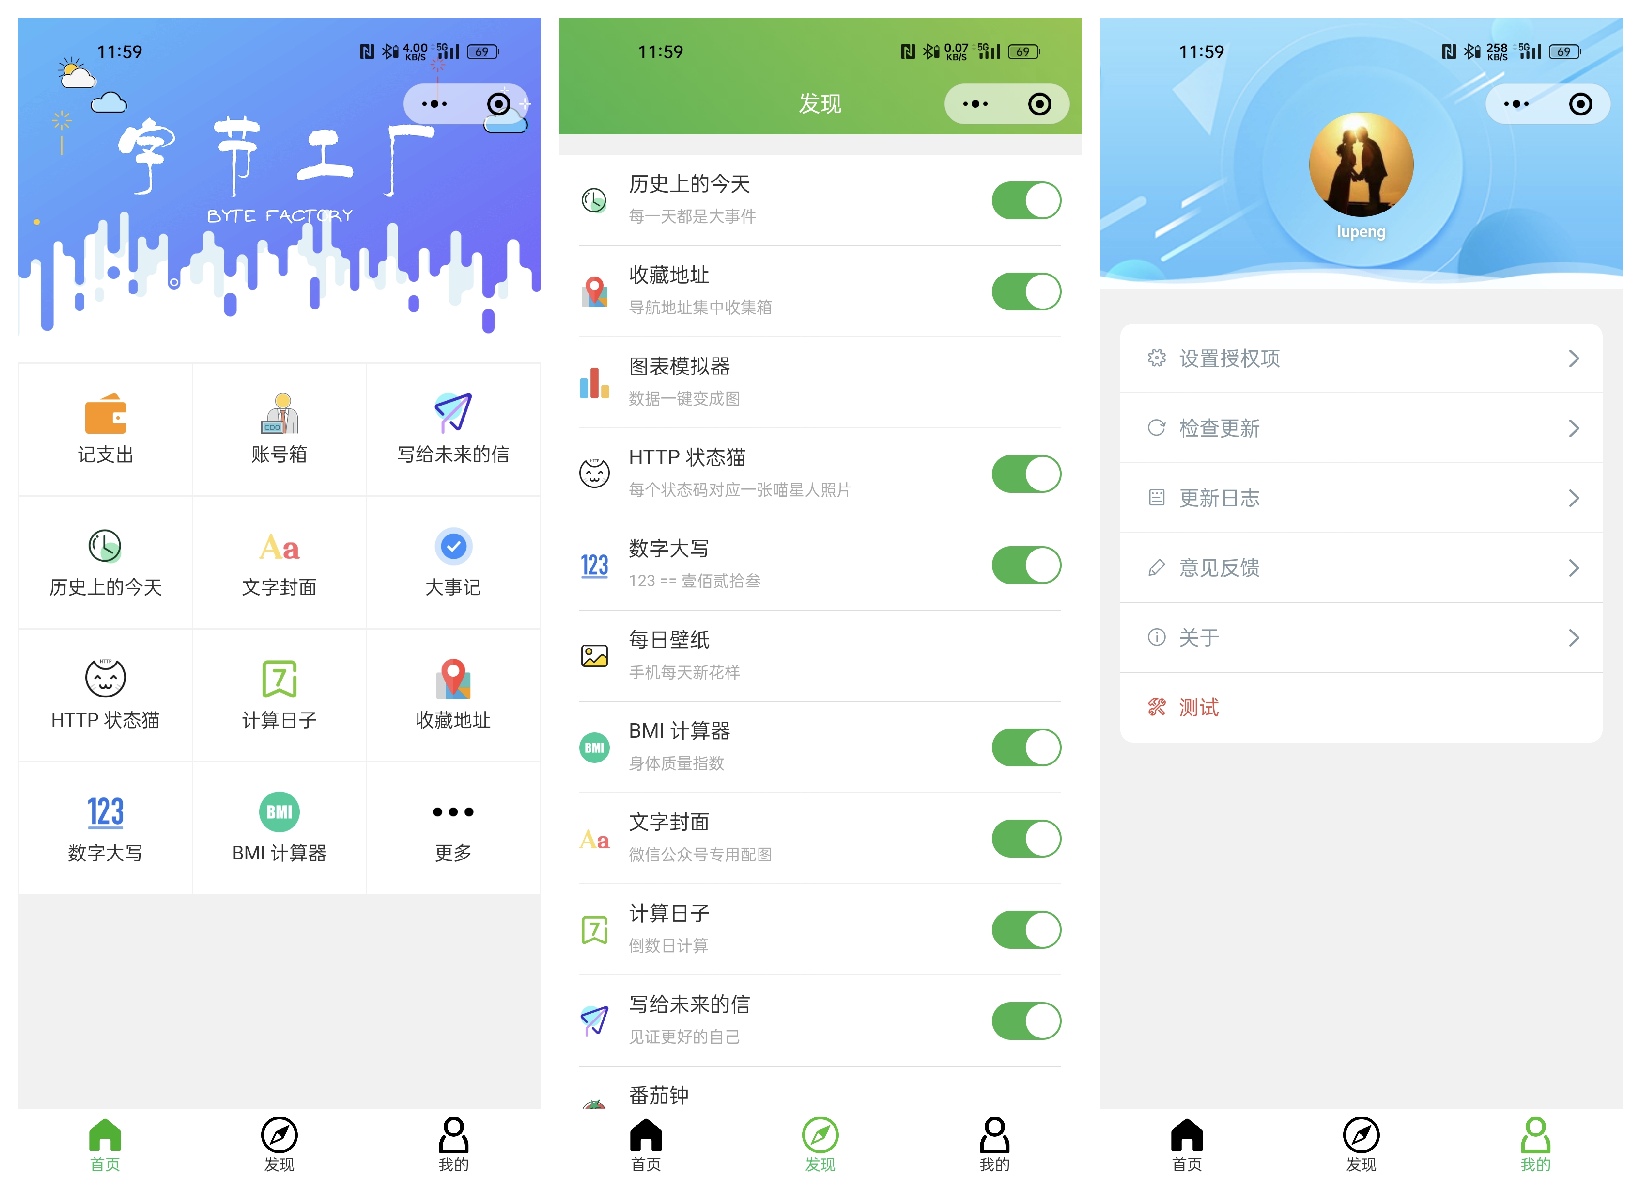 11:59
4.00 KB/S 5G 69
字节工厂
BYTE FACTORY
记支出
账号箱
写给未来的信
历史上的今天
Aa
文字封面
大事记
HTTP
HTTP 状态猫
7
计算日子
收藏地址
123
数字大写
BMI
BMI 计算器
更多
首页
发现
我的
11:59
0.07 KB/S 5G 69
发现
历史上的今天
每一天都是大事件
收藏地址
导航地址集中收集箱
图表模拟器
数据一键变成图
HTTP 状态猫
每个状态码对应一张喵星人照片
123
数字大写
123 == 壹佰贰拾叁
每日壁纸
手机每天新花样
BMI
BMI 计算器
身体质量指数
Aa
文字封面
微信公众号专用配图
7
计算日子
倒数日计算
写给未来的信
见证更好的自己
番茄钟
首页
发现
我的
11:59
258 KB/S 5G 69
lupeng
设置授权项
检查更新
更新日志
意见反馈
关于
测试
首页
发现
我的